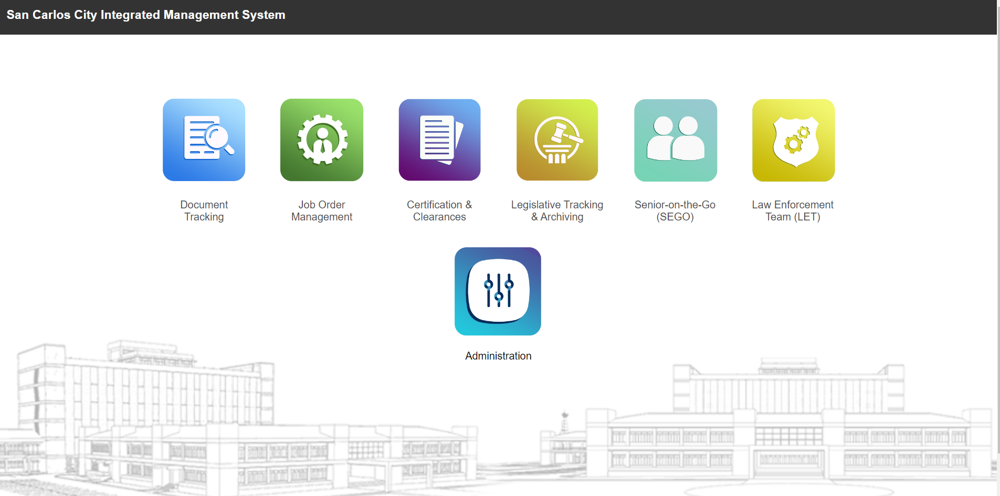 San Carlos City Integrated Management System
Document
Tracking
Job Order
Management
Certification &
Clearances
Legislative Tracking
& Archiving
Senior-on-the-Go
(SEGO)
Law Enforcement
Team (LET)
Administration